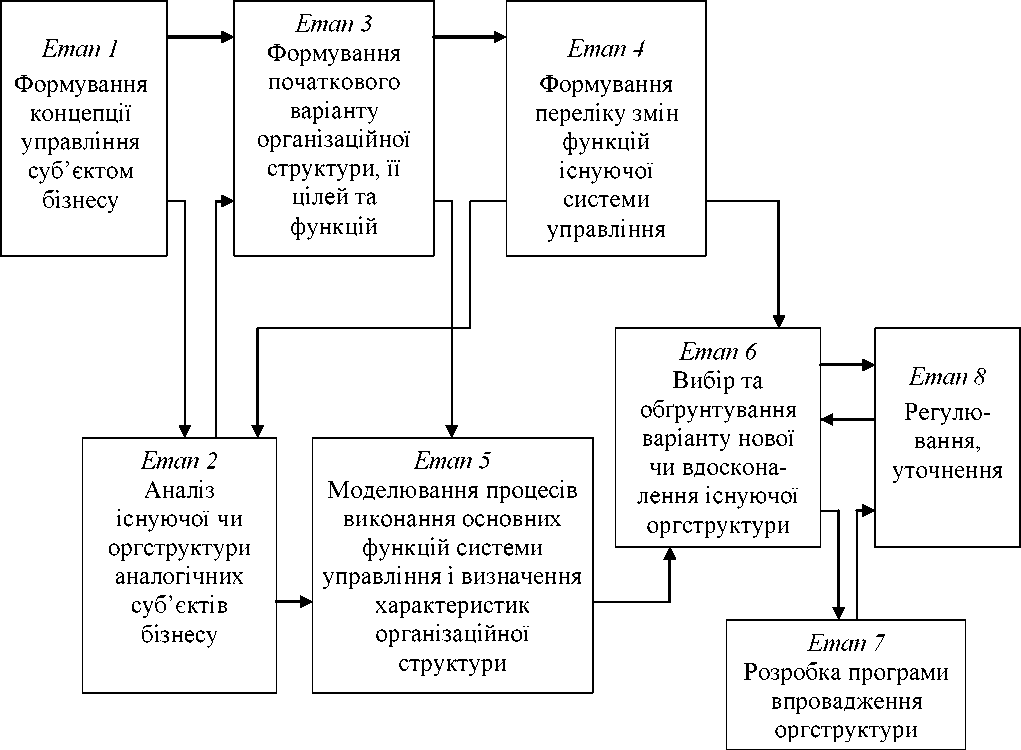 Етап 1
Формування
концепції
управління
суб’єктом
бізнесу
Етап 3
Формування
початкового
варіанту
організаційної
структури, її
цілей та
функцій
Етап 4
Формування
переліку змін
функцій
існуючої
системи
управління
Етап 2
Аналіз
існуючої чи
оргструктури
аналогічних
суб’єктів
бізнесу
Етап 5
Моделювання процесів
виконання основних
функцій системи
управління і визначення
характеристик
організаційної
структури
Етап 6
Вибір та
обґрунтування
варіанту нової
чи вдоскона-
лення існуючої
оргструктури
Етап 8
Регулю-
вання,
уточнення
Етап 7
Розробка програми
впровадження
оргструктури